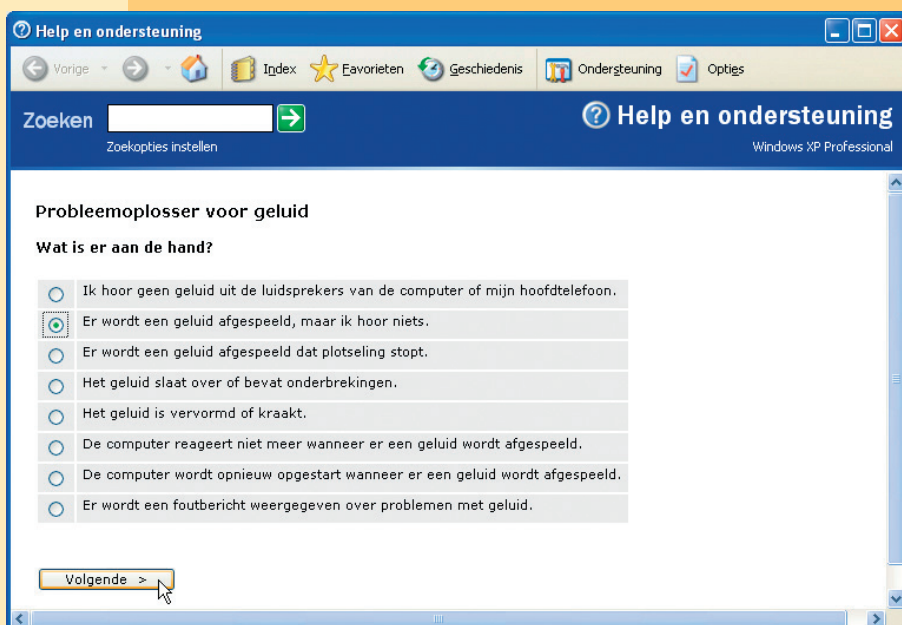 Help en ondersteuning
Vorige Index Favorieten Geschiedenis Ondersteuning Opties
Zoeken
Zoekopties instellen
Help en ondersteuning
Windows XP Professional
Probleemoplosser voor geluid
Wat is er aan de hand?
Ik hoor geen geluid uit de luidsprekers van de computer of mijn hoofdtelefoon.
Er wordt een geluid afgespeeld, maar ik hoor niets.
Er wordt een geluid afgespeeld dat plotseling stopt.
Het geluid slaat over of bevat onderbrekingen.
Het geluid is vervormd of kraakt.
De computer reageert niet meer wanneer er een geluid wordt afgespeeld.
De computer wordt opnieuw opgestart wanneer er een geluid wordt afgespeeld.
Er wordt een foutbericht weergegeven over problemen met geluid.
Volgende >